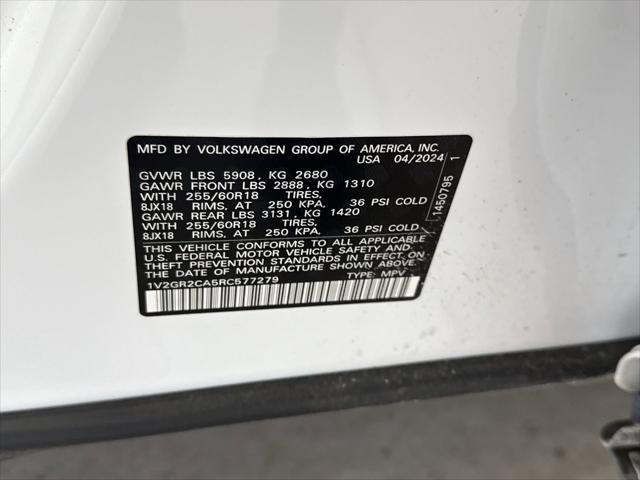 MFD BY VOLKSWAGEN GROUP OF AMERICA, INC.
USA 04/2024
GVWR LBS 5908, KG 2680
GAWR FRONT LBS 2888, KG 1310
WITH 255/60R18 TIRES,
8JX18 RIMS, AT 250 KPA, 36 PSI COLD
GAWR REAR LBS 3131, KG 1420
WITH 255/60R18 TIRES,
8JX18 RIMS, AT 250 KPA, 36 PSI COLD
THIS VEHICLE CONFORMS TO ALL APPLICABLE
U.S. FEDERAL MOTOR VEHICLE SAFETY AND
THEFT PREVENTION STANDARDS IN EFFECT ON
THE DATE OF MANUFACTURE SHOWN ABOVE.
1V2GR2CA5RC577279 TYPE: MPV
1450795 1